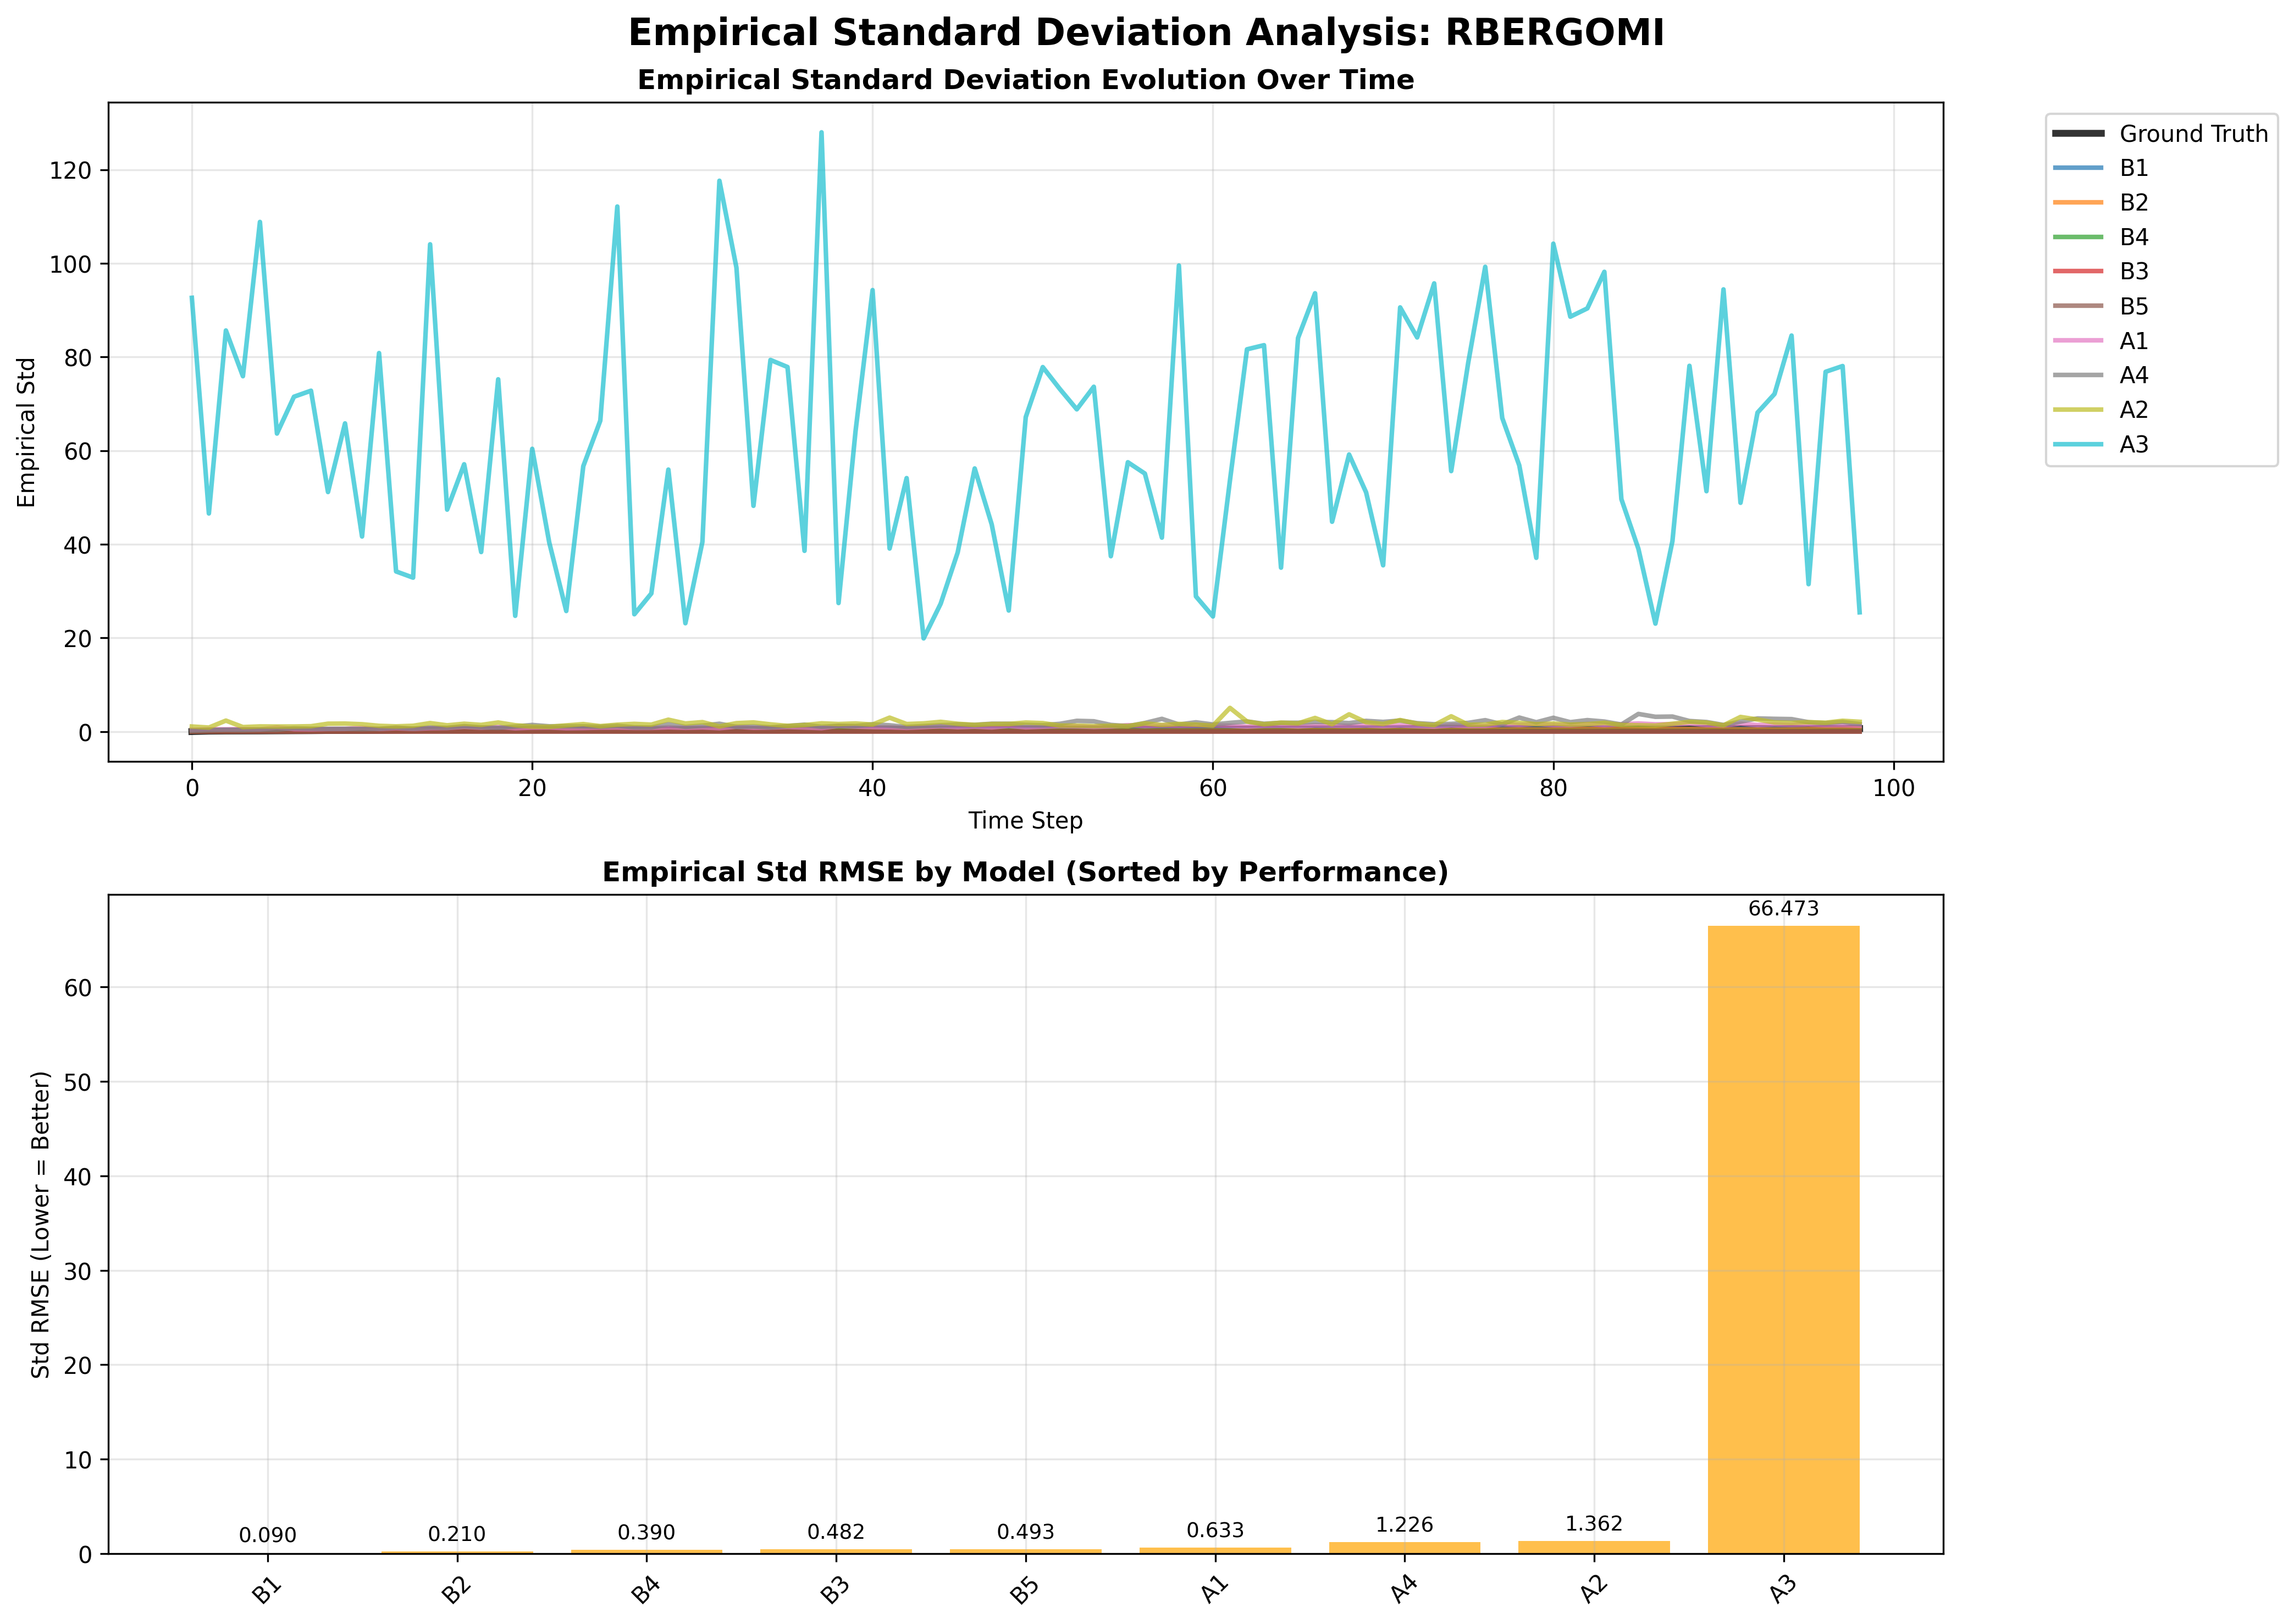 Empirical Standard Deviation Analysis: RBERGOMI
Empirical Standard Deviation Evolution Over Time
Empirical Std
120
100
80
60
40
20
0
0 20 40 60 80 100
Time Step
Ground Truth
B1
B2
B4
B3
B5
A1
A4
A2
A3
Empirical Std RMSE by Model (Sorted by Performance)
Std RMSE (Lower = Better)
60
50
40
30
20
10
0
0.090 0.210 0.390 0.482 0.493 0.633 1.226 1.362 66.473
B1 B2 B4 B3 B5 A1 A4 A2 A3